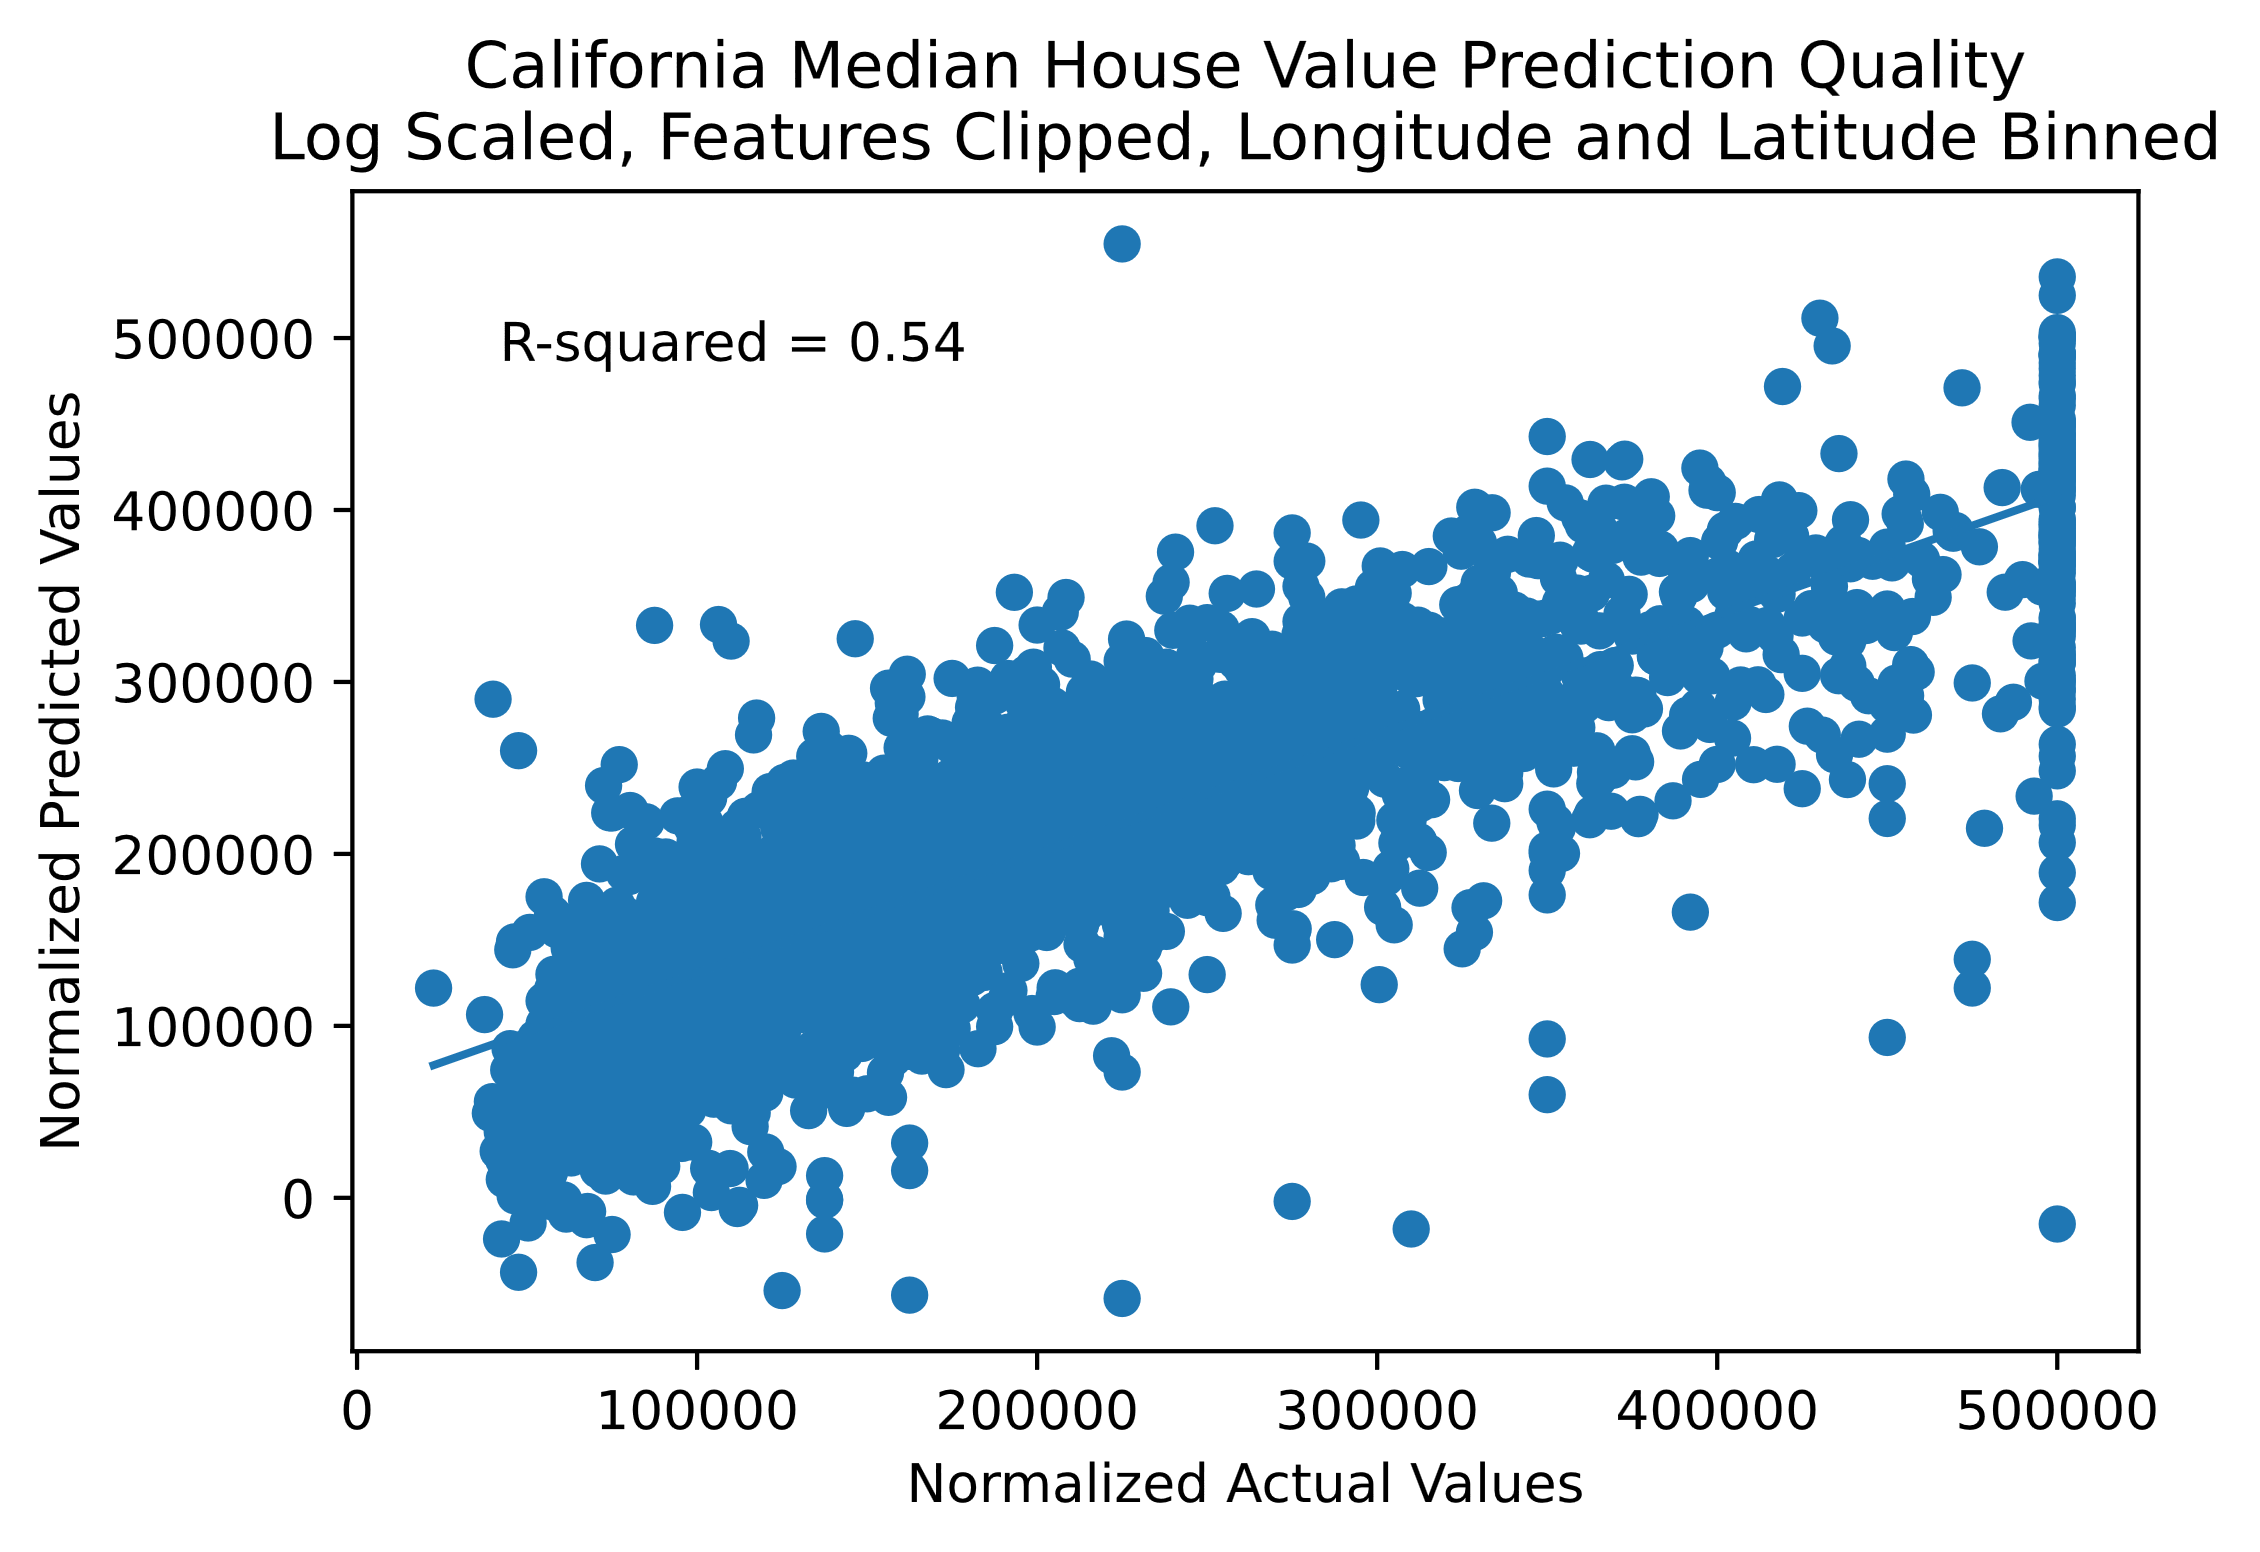 California Median House Value Prediction Quality
Log Scaled, Features Clipped, Longitude and Latitude Binned
R-squared = 0.54
Normalized Predicted Values
500000
400000
300000
200000
100000
0
0 100000 200000 300000 400000 500000
Normalized Actual Values